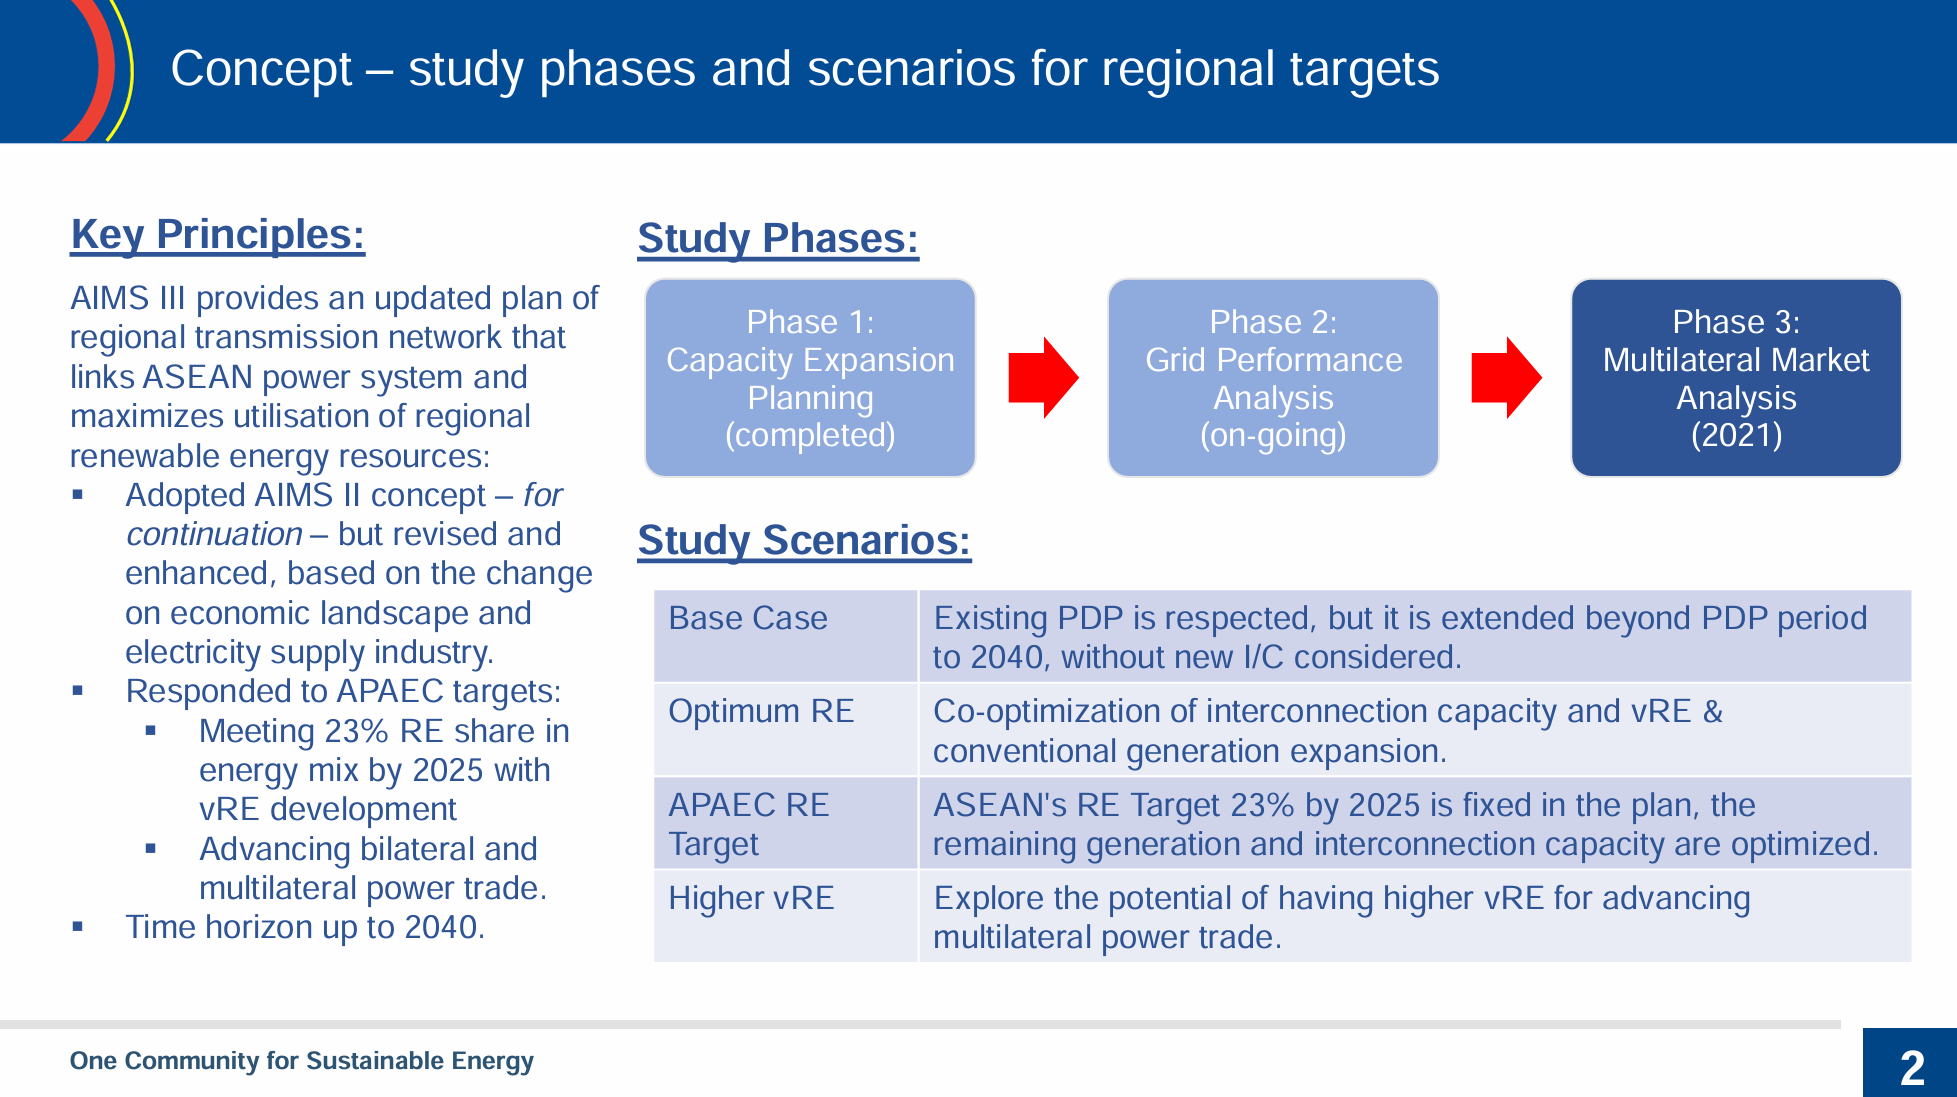 Concept – study phases and scenarios for regional targets
Key Principles:
AIMS III provides an updated plan of
regional transmission network that
links ASEAN power system and
maximizes utilisation of regional
renewable energy resources:
▪ Adopted AIMS II concept – for
continuation – but revised and
enhanced, based on the change
on economic landscape and
electricity supply industry.
▪ Responded to APAEC targets:
▪ Meeting 23% RE share in
energy mix by 2025 with
vRE development
▪ Advancing bilateral and
multilateral power trade.
▪ Time horizon up to 2040.
Study Phases:
Phase 1:
Capacity Expansion
Planning
(completed)
Phase 2:
Grid Performance
Analysis
(on-going)
Phase 3:
Multilateral Market
Analysis
(2021)
Study Scenarios:
Base Case
Existing PDP is respected, but it is extended beyond PDP period
to 2040, without new I/C considered.
Optimum RE
Co-optimization of interconnection capacity and vRE &
conventional generation expansion.
APAEC RE
Target
ASEAN's RE Target 23% by 2025 is fixed in the plan, the
remaining generation and interconnection capacity are optimized.
Higher vRE
Explore the potential of having higher vRE for advancing
multilateral power trade.
One Community for Sustainable Energy
2